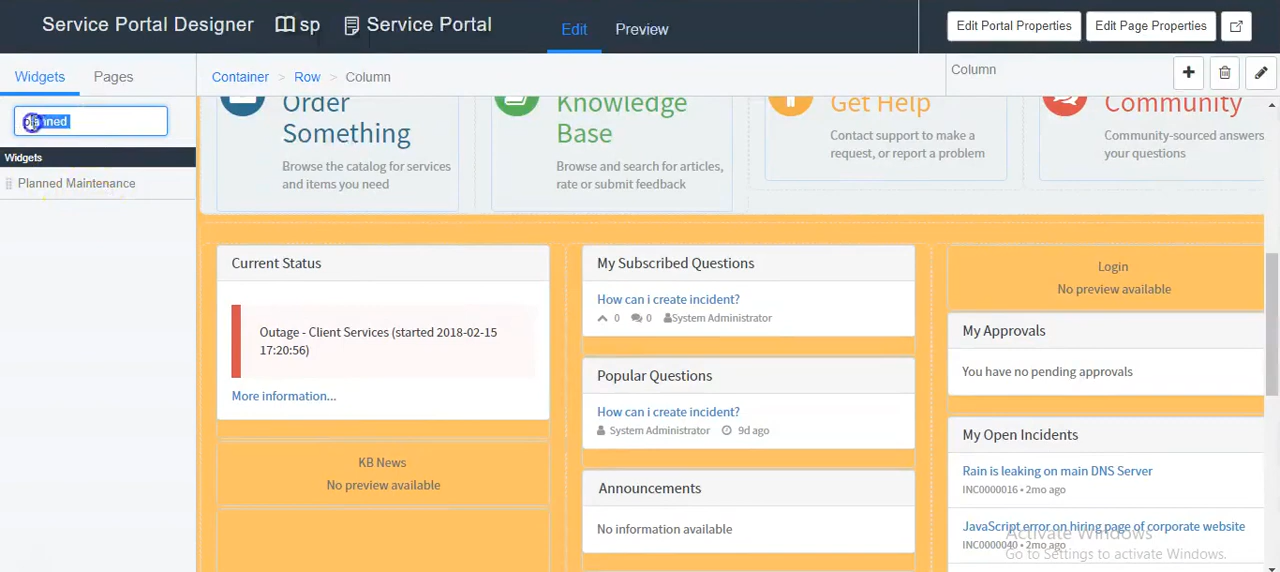 Service Portal Designer
sp
Service Portal
Edit
Preview
Edit Portal Properties
Edit Page Properties
Widgets
Pages
Container > Row > Column
Column
planned
Widgets
Planned Maintenance
Order
Something
Browse the catalog for services
and items you need
Knowledge
Base
Browse and search for articles,
rate or submit feedback
Get Help
Contact support to make a
request, or report a problem
Community
Community-sourced answers
your questions
Current Status
Outage - Client Services (started 2018-02-15
17:20:56)
More information...
KB News
No preview available
My Subscribed Questions
How can i create incident?
0 0 System Administrator
Popular Questions
How can i create incident?
System Administrator 9d ago
Announcements
No information available
Login
No preview available
My Approvals
You have no pending approvals
My Open Incidents
Rain is leaking on main DNS Server
INC0000016 • 2mo ago
JavaScript error on hiring page of corporate website
INC0000040 • 2mo ago
Activate Windows
Go to Settings to activate Windows.